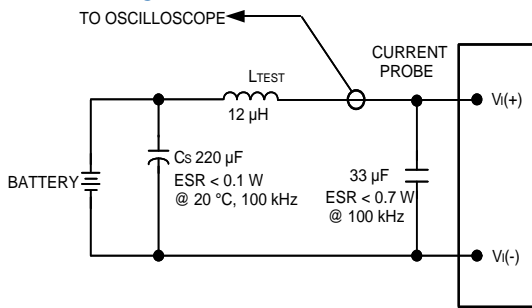 TO OSCILLOSCOPE
CURRENT
PROBE
LTEST
12 µH
VI(+)
CS 220 µF
ESR < 0.1 W
@ 20 °C, 100 kHz
BATTERY
33 µF
ESR < 0.7 W
@ 100 kHz
VI(-)